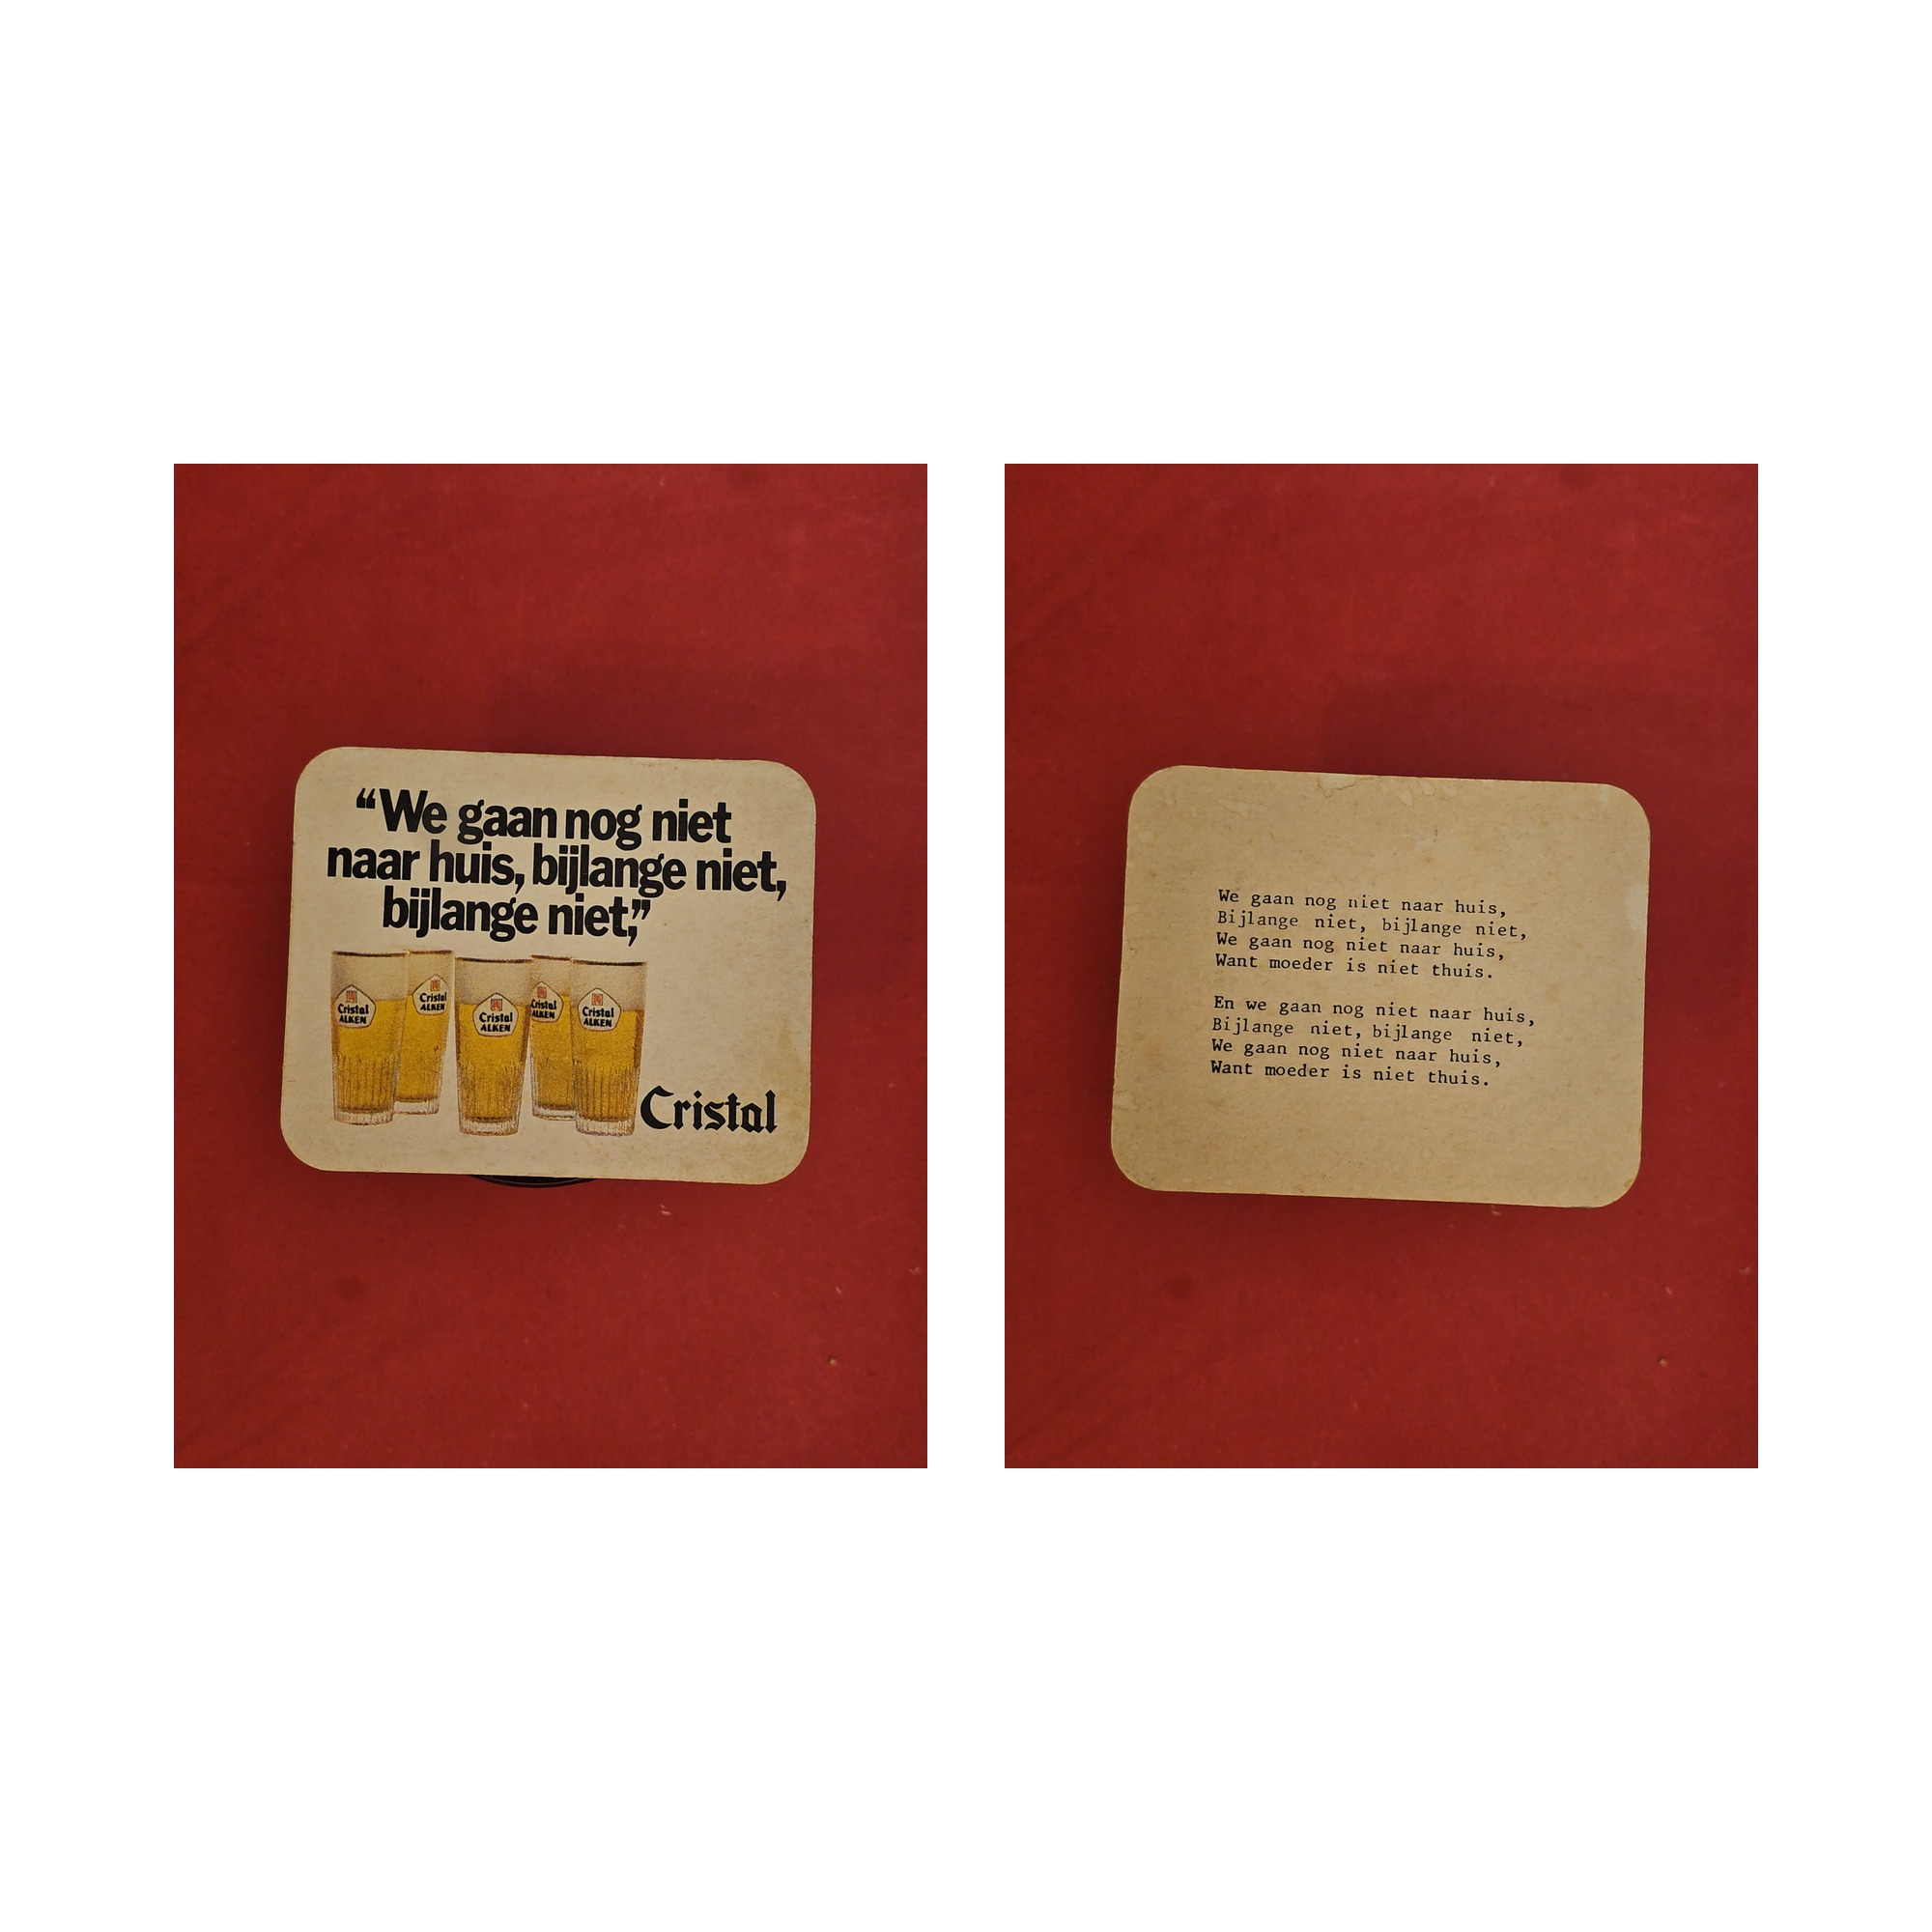 “We gaan nog niet
naar huis, bijlange niet,
bijlange niet,”
Cristal
ALKEN
Cristal
ALKEN
Cristal
ALKEN
Cristal
ALKEN
Cristal
ALKEN
Cristal
We gaan nog niet naar huis,
Bijlange niet, bijlange niet,
We gaan nog niet naar huis,
Want moeder is niet thuis.
En we gaan nog niet naar huis,
Bijlange niet, bijlange niet,
We gaan nog niet naar huis,
Want moeder is niet thuis.